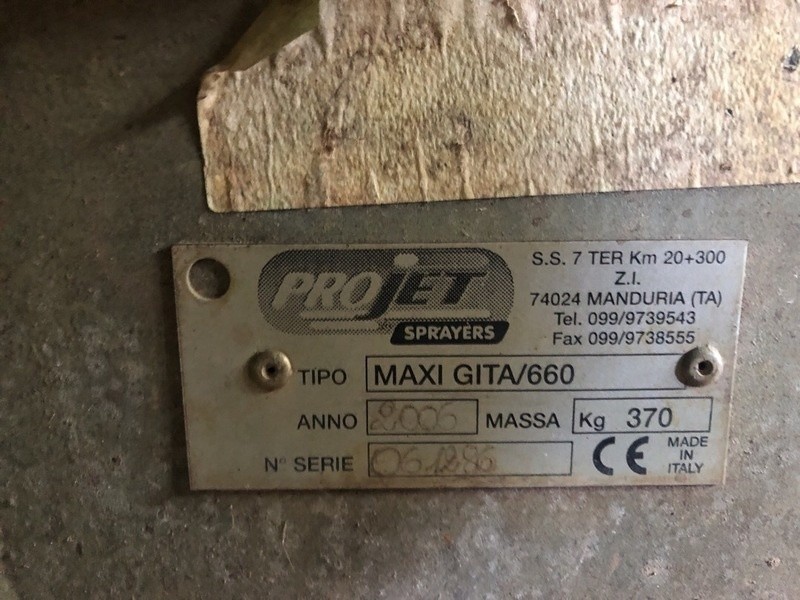 PROJET
SPRAYERS
S.S. 7 TER Km 20+300
Z.I.
74024 MANDURIA (TA)
Tel. 099/9739543
Fax 099/9738555
TIPO MAXI GITA/660
ANNO 2006 MASSA Kg 370
N° SERIE 061286 CE MADE
IN
ITALY